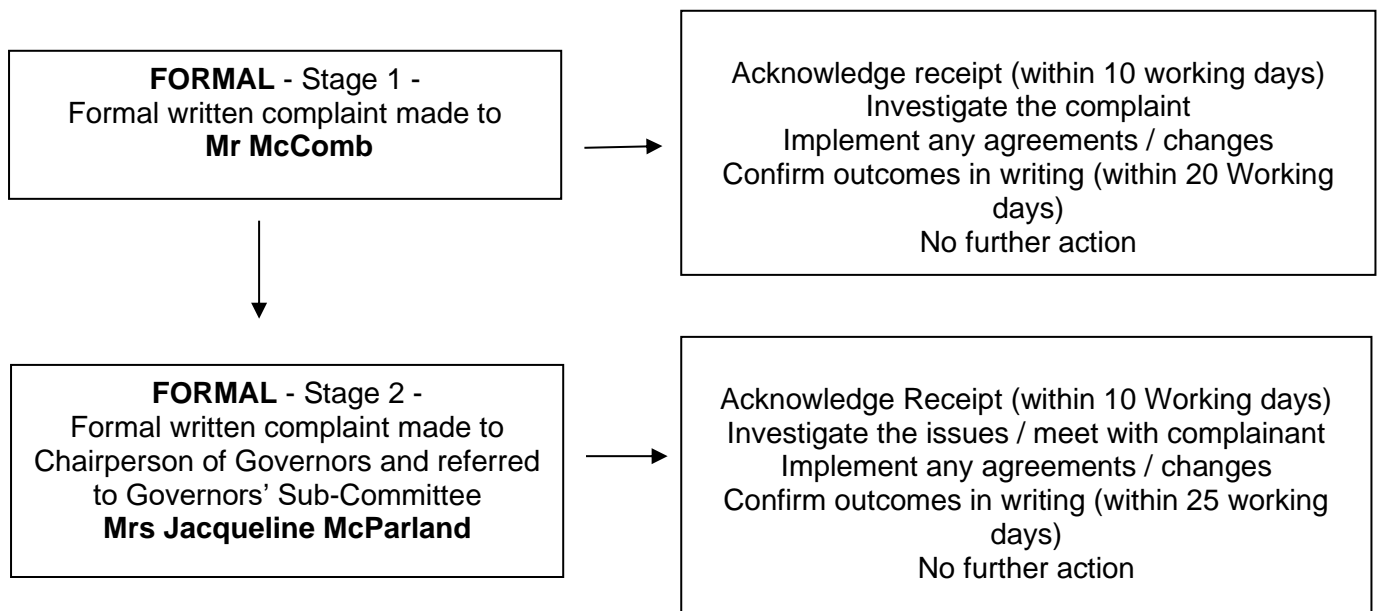 FORMAL - Stage 1 -
Formal written complaint made to
Mr McComb
Acknowledge receipt (within 10 working days)
Investigate the complaint
Implement any agreements / changes
Confirm outcomes in writing (within 20 Working
days)
No further action
FORMAL - Stage 2 -
Formal written complaint made to
Chairperson of Governors and referred
to Governors’ Sub-Committee
Mrs Jacqueline McParland
Acknowledge Receipt (within 10 Working days)
Investigate the issues / meet with complainant
Implement any agreements / changes
Confirm outcomes in writing (within 25 working
days)
No further action